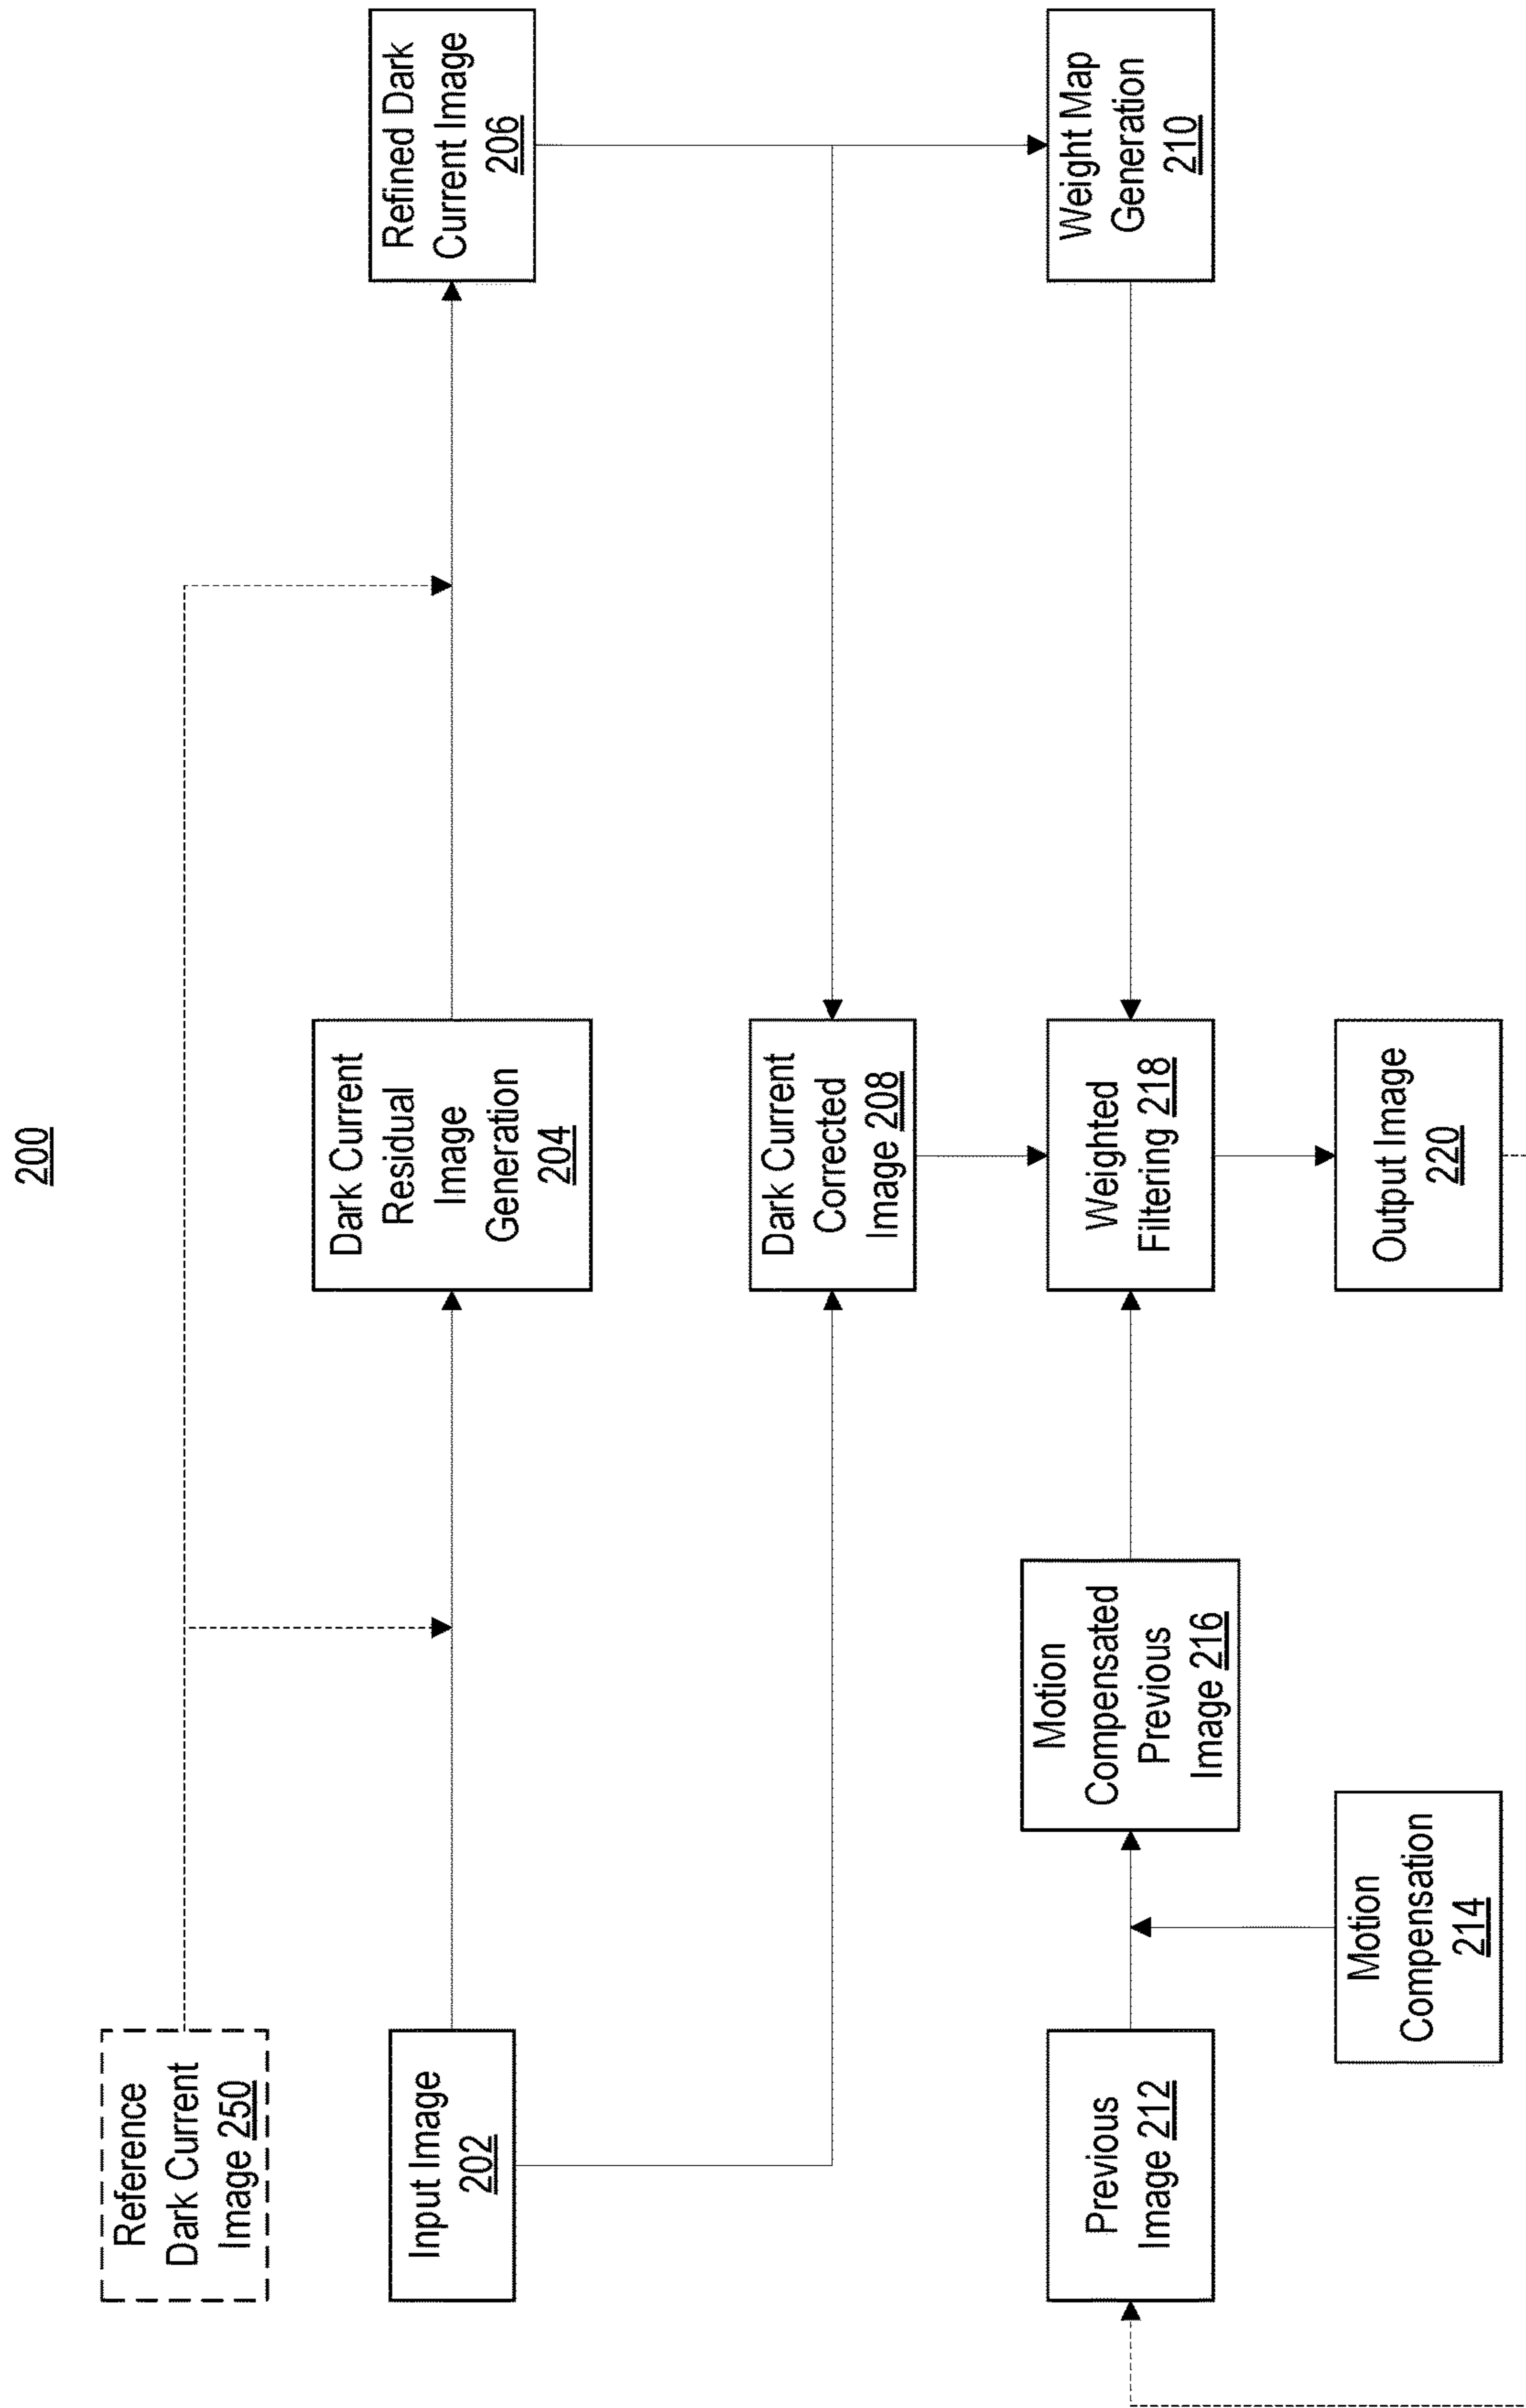 200
Reference
Dark Current
Image 250
Input Image
202
Dark Current
Residual
Image
Generation
204
Refined Dark
Current Image
206
Dark Current
Corrected
Image 208
Previous
Image 212
Motion
Compensated
Previous
Image 216
Weighted
Filtering 218
Weight Map
Generation
210
Motion
Compensation
214
Output Image
220